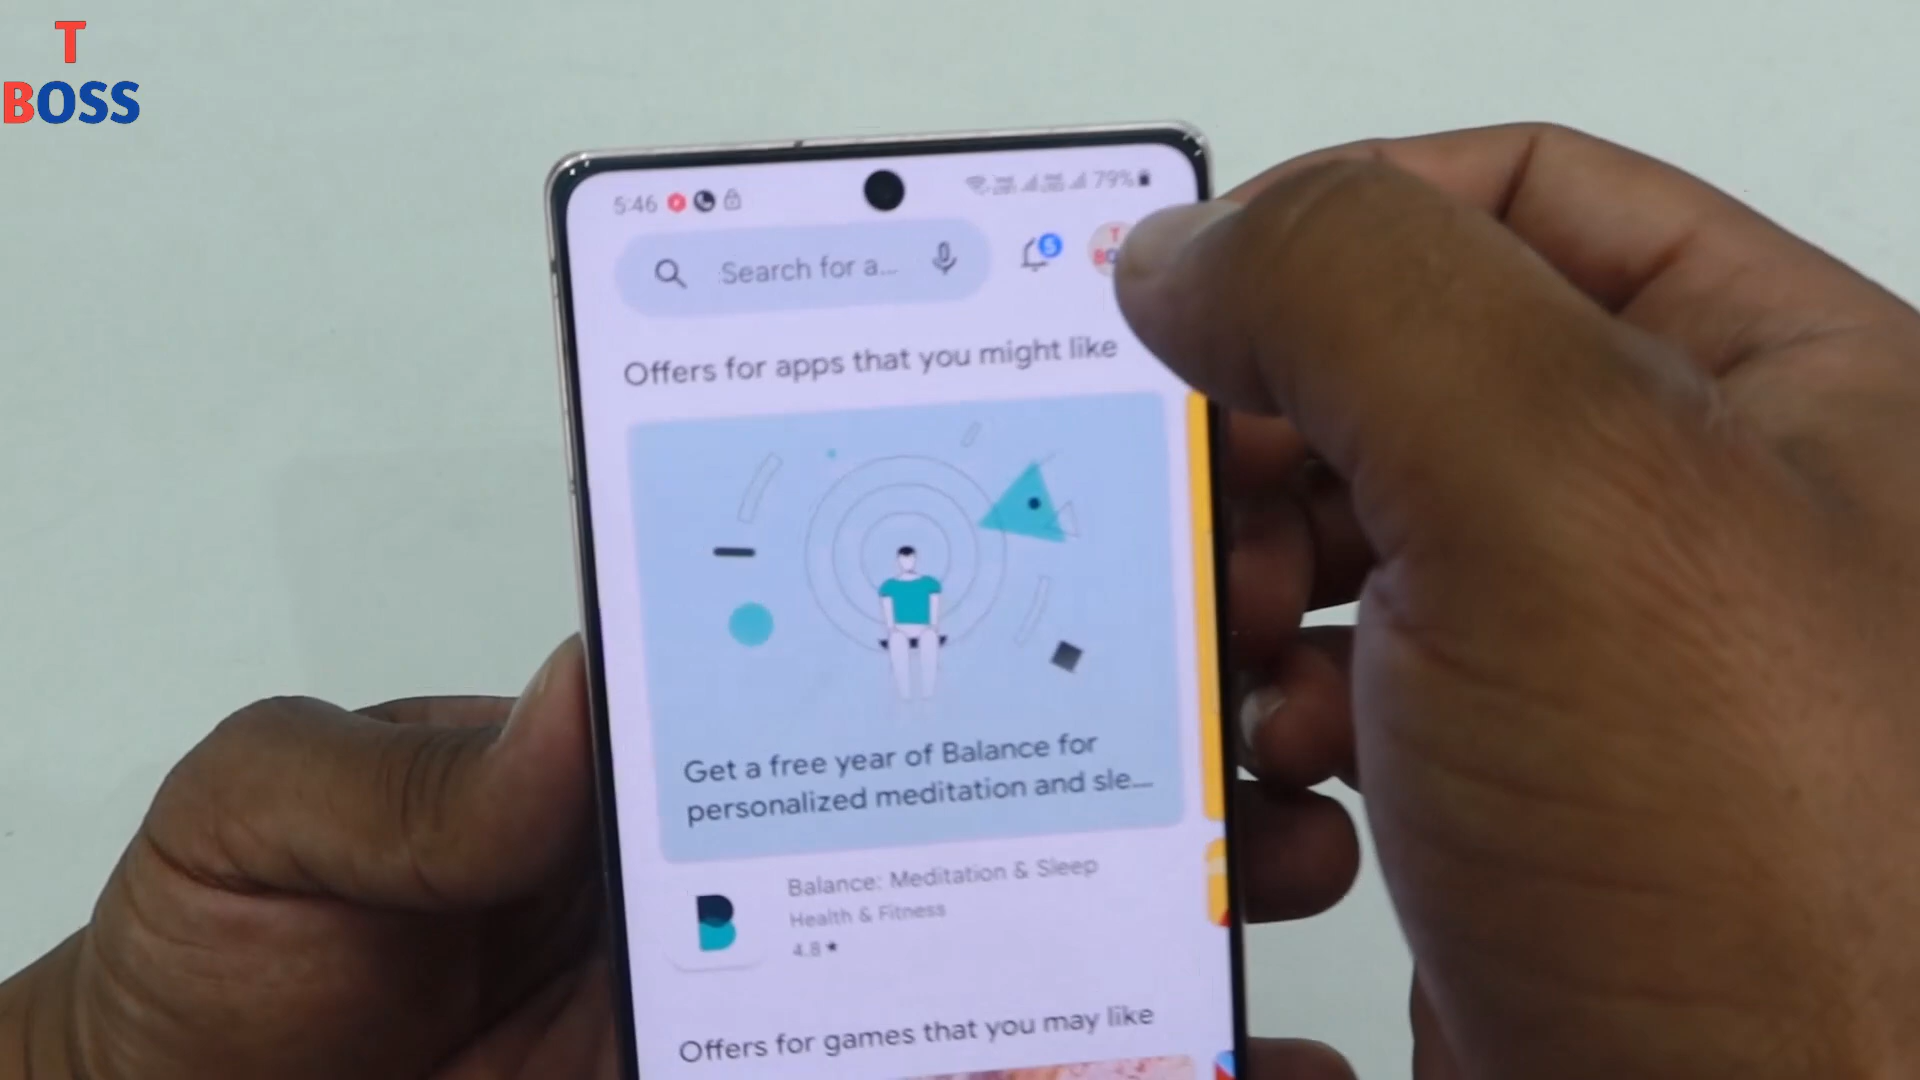 T
BOSS
5:46
79%
Search for a...
5
T
Offers for apps that you might like
Get a free year of Balance for
personalized meditation and sle...
Balance: Meditation & Sleep
Health & Fitness
4.8★
Offers for games that you may like